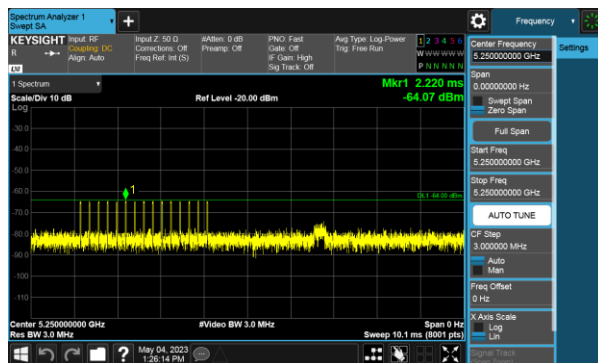 Spectrum Analyzer 1
Swept SA
Frequency
KEYSIGHT
R
LNI
Input: RF
Coupling: DC
Align: Auto
Input Z: 50 Ω
Corrections: Off
Freq Ref: Int (S)
#Atten: 0 dB
Preamp: Off
PNO: Fast
Gate: Off
IF Gain: High
Sig Track: Off
Avg Type: Log-Power
Trig: Free Run
1 2 3 4 5 6
W W W W W W
P N N N N N
Center Frequency
5.250000000 GHz
Settings
Span
0.00000000 Hz
Swept Span
Zero Span
Full Span
Start Freq
5.250000000 GHz
Stop Freq
5.250000000 GHz
AUTO TUNE
CF Step
3.000000 MHz
Auto
Man
Freq Offset
0 Hz
X Axis Scale
Log
Lin
Signal Track
1 Spectrum
Mkr1 2.220 ms
Scale/Div 10 dB
Ref Level -20.00 dBm
-64.07 dBm
Log
-30.0
-40.0
-50.0
-60.0
1
DL1 -64.00 dBm
-70.0
-80.0
-90.0
-100
-110
Center 5.250000000 GHz
#Video BW 3.0 MHz
Span 0 Hz
Res BW 3.0 MHz
Sweep 10.1 ms (8001 pts)
May 04, 2023
1:26:14 PM